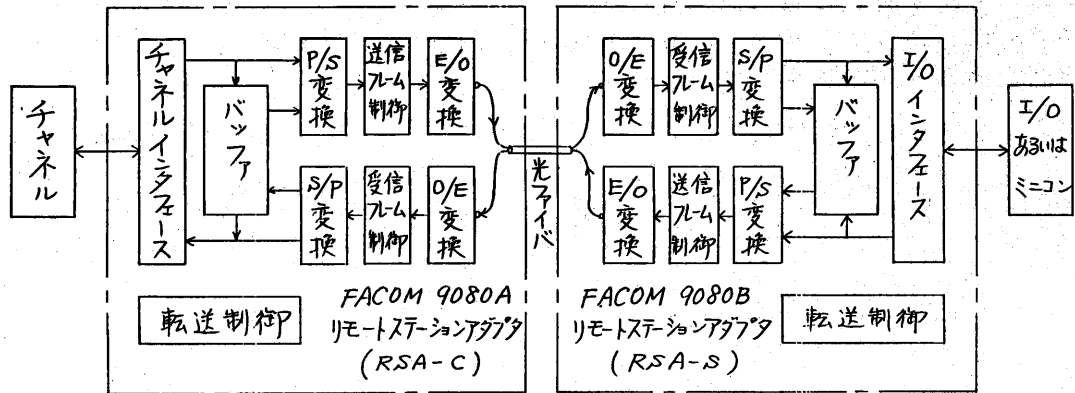 チャネル
チャネルインタフェース
バッファ
P/S変換
送信フレーム制御
E/O変換
S/P変換
受信フレーム制御
O/E変換
転送制御
FACOM 9080A
リモートステーションアダプタ
(RSA-C)
光ファイバ
O/E変換
受信フレーム制御
S/P変換
E/O変換
送信フレーム制御
P/S変換
バッファ
I/Oインタフェース
FACOM 9080B
リモートステーションアダプタ
(RSA-S)
転送制御
I/O
あるいは
ミニコン